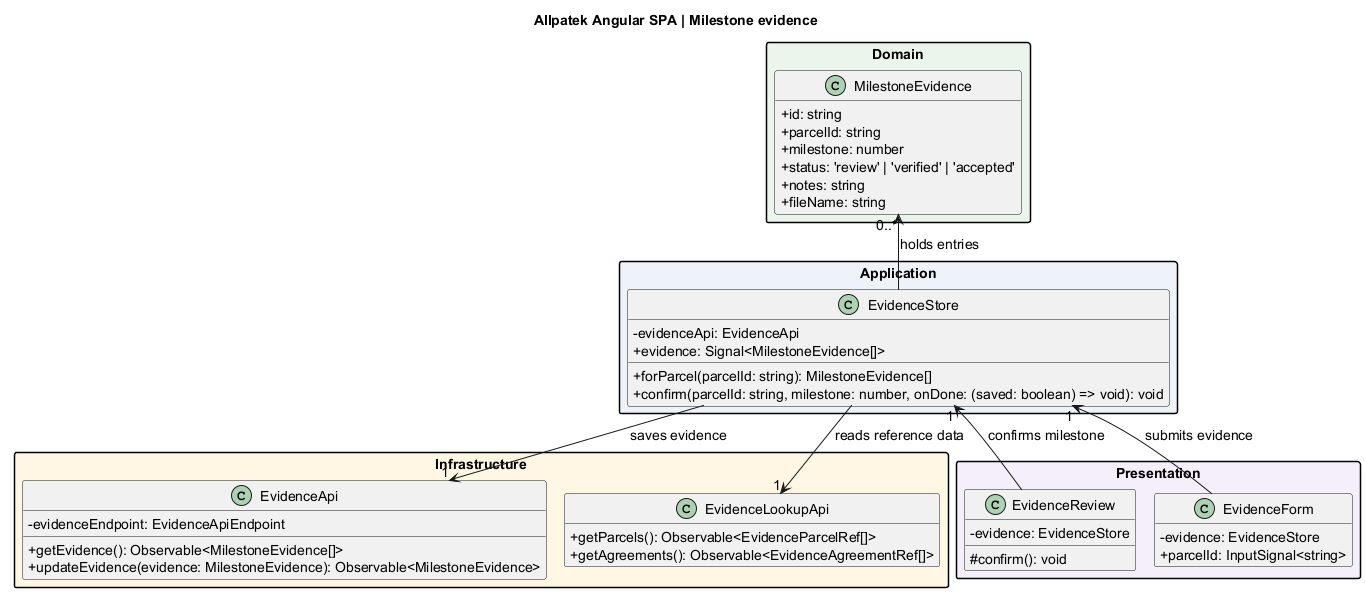 Allpatek Angular SPA | Milestone evidence
Domain
C MilestoneEvidence
+id: string
+parcelId: string
+milestone: number
+status: 'review' | 'verified' | 'accepted'
+notes: string
+fileName: string
0..*
holds entries
Application
C EvidenceStore
-evidenceApi: EvidenceApi
+evidence: Signal<MilestoneEvidence[]>
+forParcel(parcelId: string): MilestoneEvidence[]
+confirm(parcelId: string, milestone: number, onDone: (saved: boolean) => void): void
1
1
saves evidence
reads reference data
confirms milestone
submits evidence
Infrastructure
1
C EvidenceApi
-evidenceEndpoint: EvidenceApiEndpoint
+getEvidence(): Observable<MilestoneEvidence[]>
+updateEvidence(evidence: MilestoneEvidence): Observable<MilestoneEvidence>
1
C EvidenceLookupApi
+getParcels(): Observable<EvidenceParcelRef[]>
+getAgreements(): Observable<EvidenceAgreementRef[]>
Presentation
C EvidenceReview
-evidence: EvidenceStore
#confirm(): void
C EvidenceForm
-evidence: EvidenceStore
+parcelId: InputSignal<string>